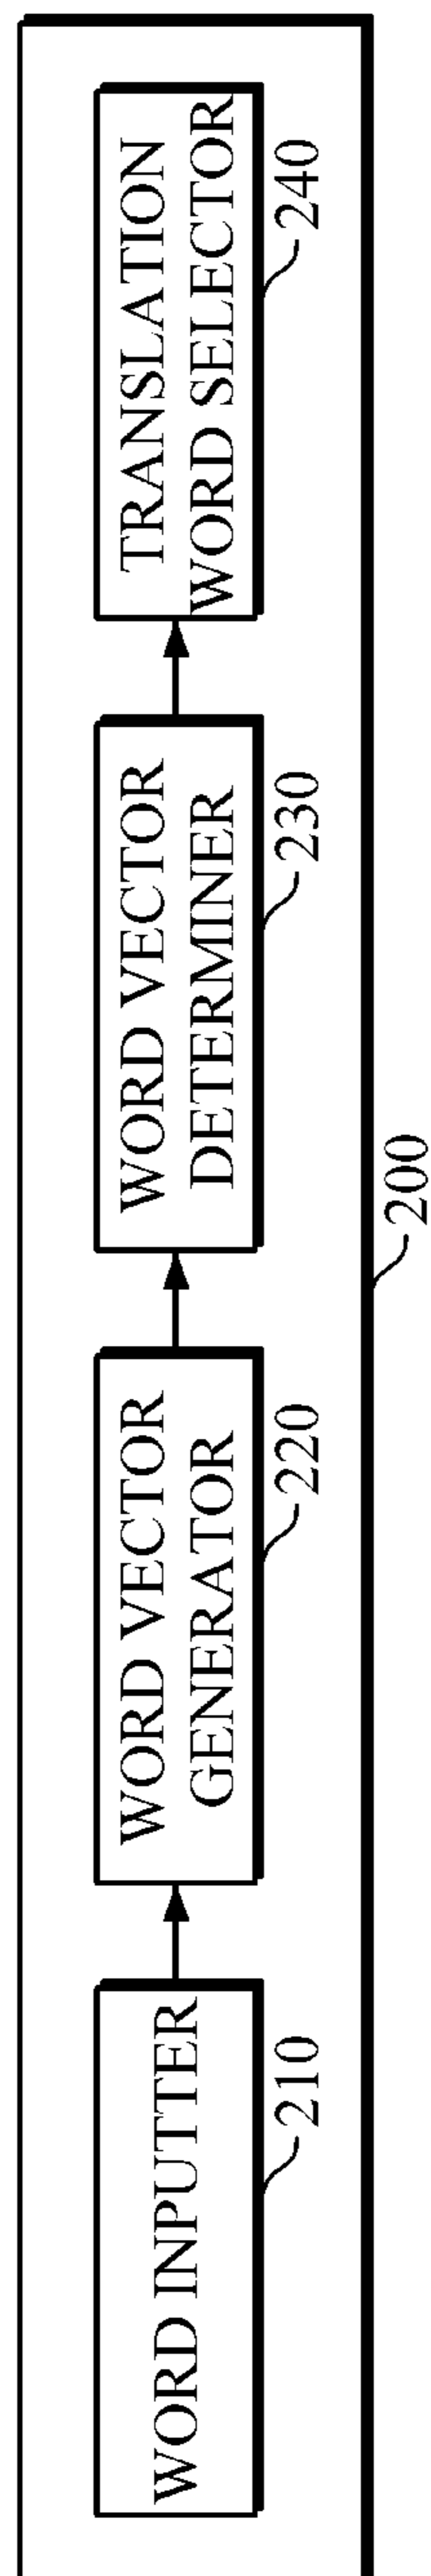 WORD INPUTTER
210
WORD VECTOR
GENERATOR
220
WORD VECTOR
DETERMINER
230
TRANSLATION
WORD SELECTOR
240
200